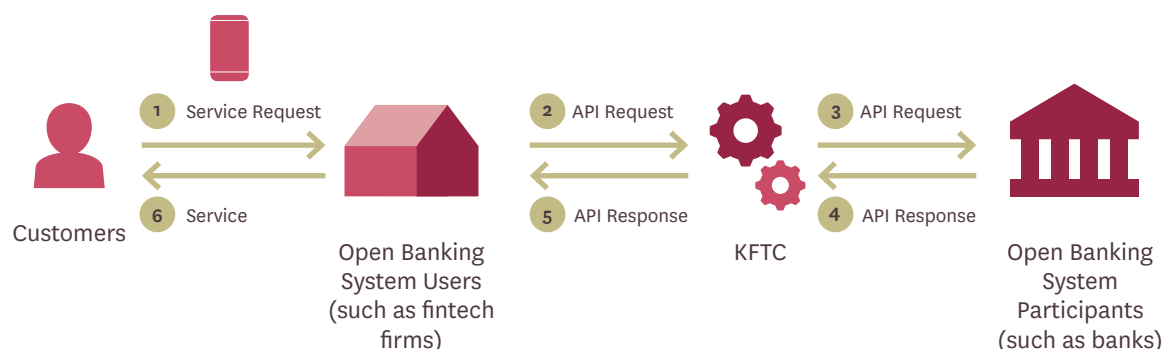 1 Service Request
2 API Request
3 API Request
6 Service
5 API Response
4 API Response
Customers
Open Banking
System Users
(such as fintech
firms)
KFTC
Open Banking
System
Participants
(such as banks)